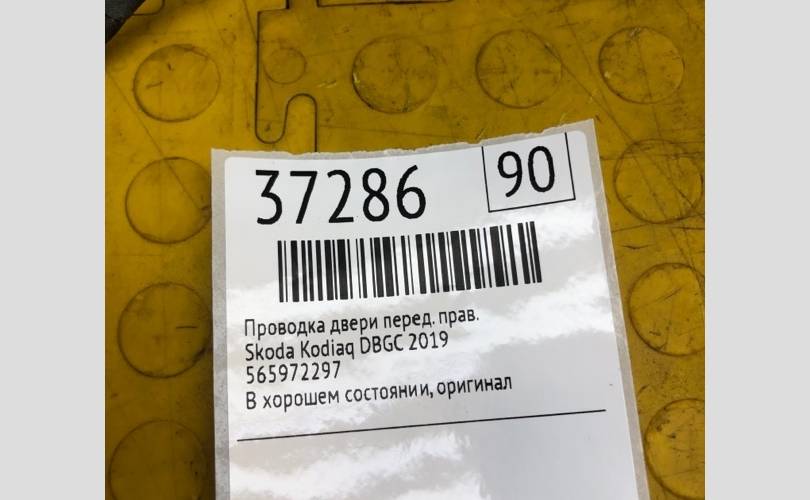 37286
90
Проводка двери перед. прав.
Skoda Kodiaq DBGC 2019
565972297
В хорошем состоянии, оригинал